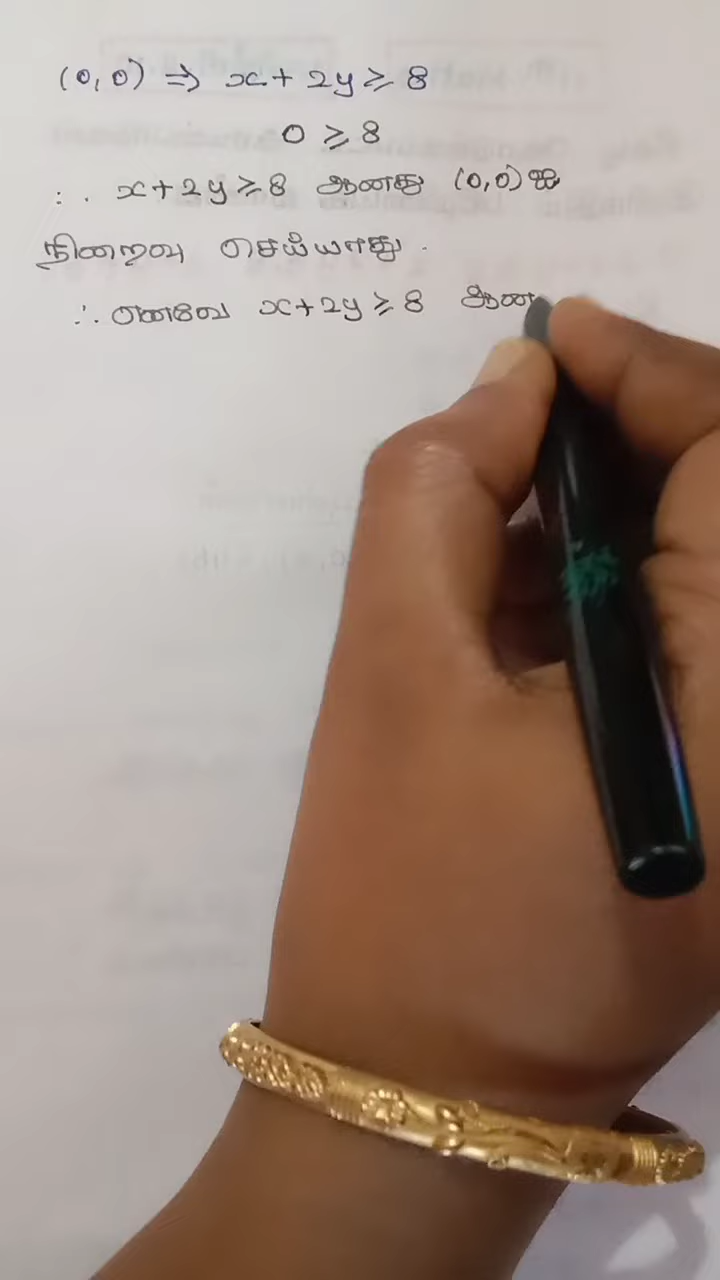 (0,0) ⇒ x + 2y ≥ 8
0 ≥ 8
∴ x + 2y ≥ 8 ஆனது (0,0) ஐ
நிறைவு செய்யாது.
∴ எனவே x + 2y ≥ 8 ஆன